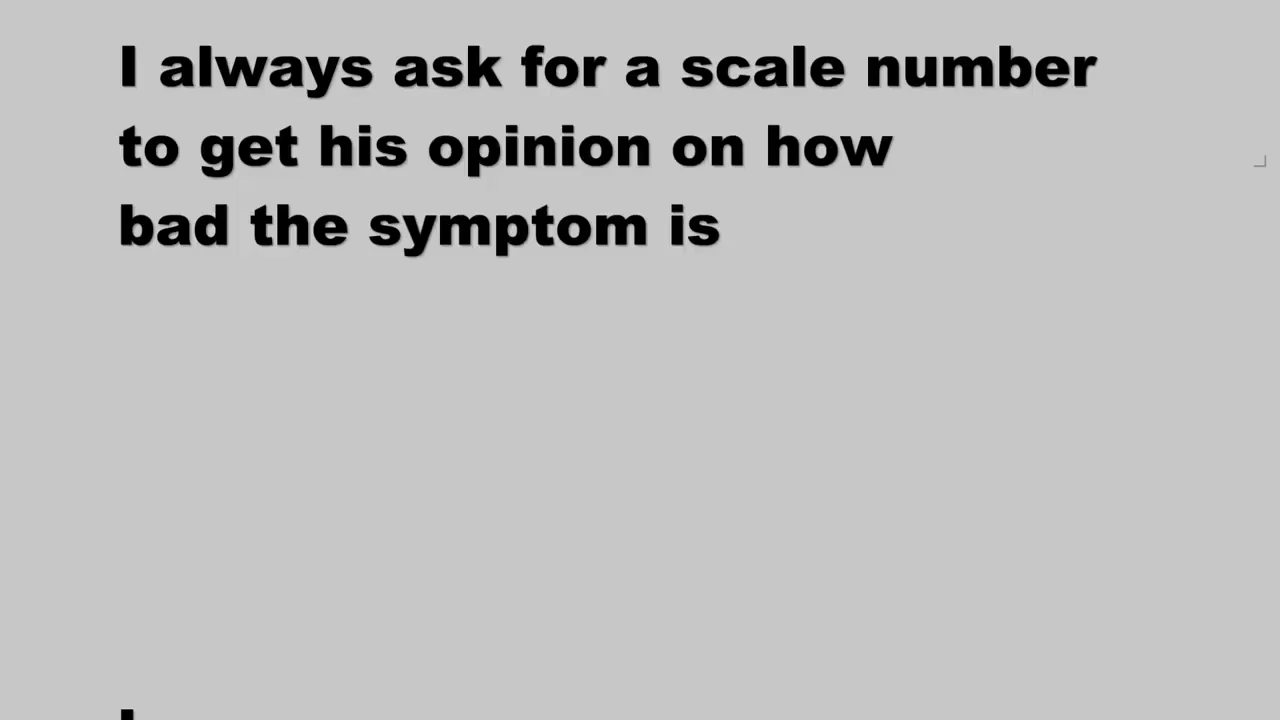 I always ask for a scale number
to get his opinion on how
bad the symptom is